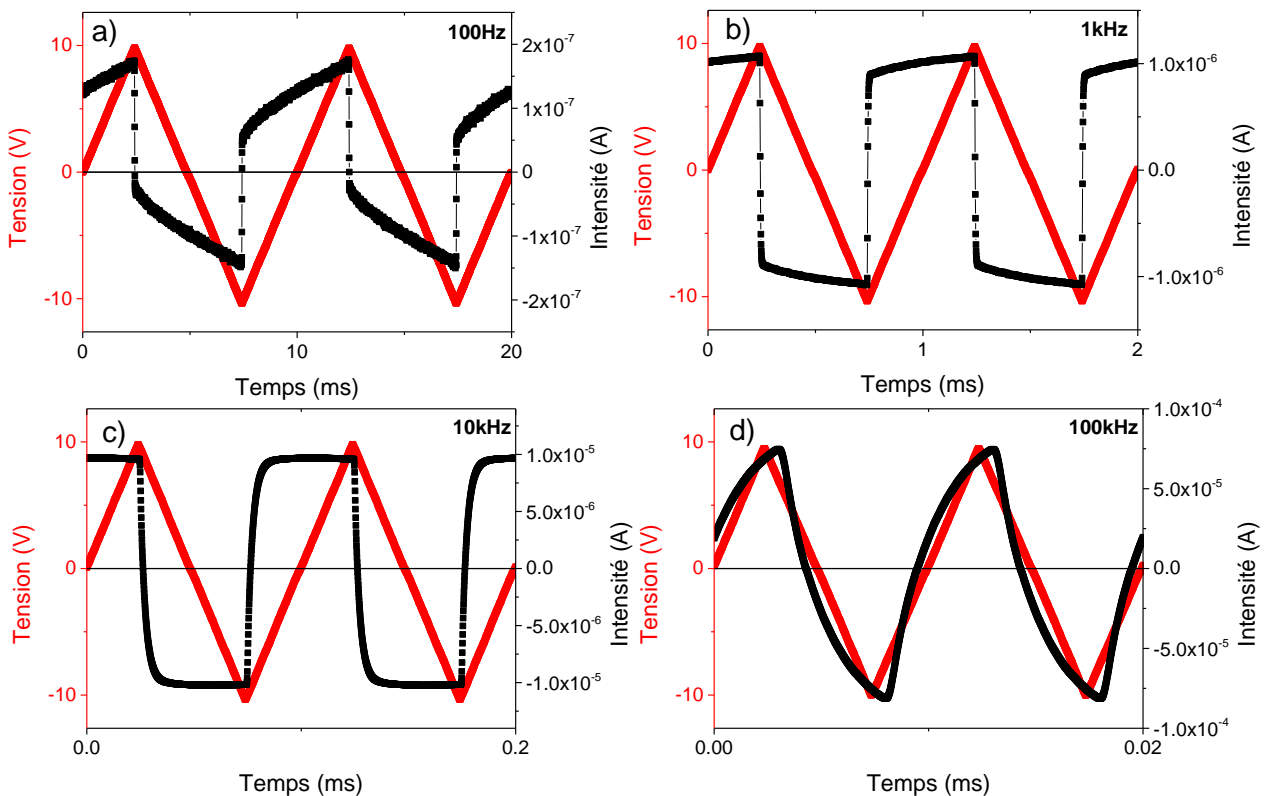 a)
100Hz
10
0
-10
Tension (V)
2x10-7
1x10-7
0
-1x10-7
-2x10-7
Intensité (A)
0
10
20
Temps (ms)
b)
1kHz
10
0
-10
Tension (V)
1.0x10-6
0.0
-1.0x10-6
Intensité (A)
0
1
2
Temps (ms)
c)
10kHz
10
0
-10
Tension (V)
1.0x10-5
5.0x10-6
0.0
-5.0x10-6
-1.0x10-5
Intensité (A)
0.0
0.2
Temps (ms)
d)
100kHz
10
0
-10
Tension (V)
1.0x10-4
5.0x10-5
0.0
-5.0x10-5
-1.0x10-4
Intensité (A)
0.00
0.02
Temps (ms)